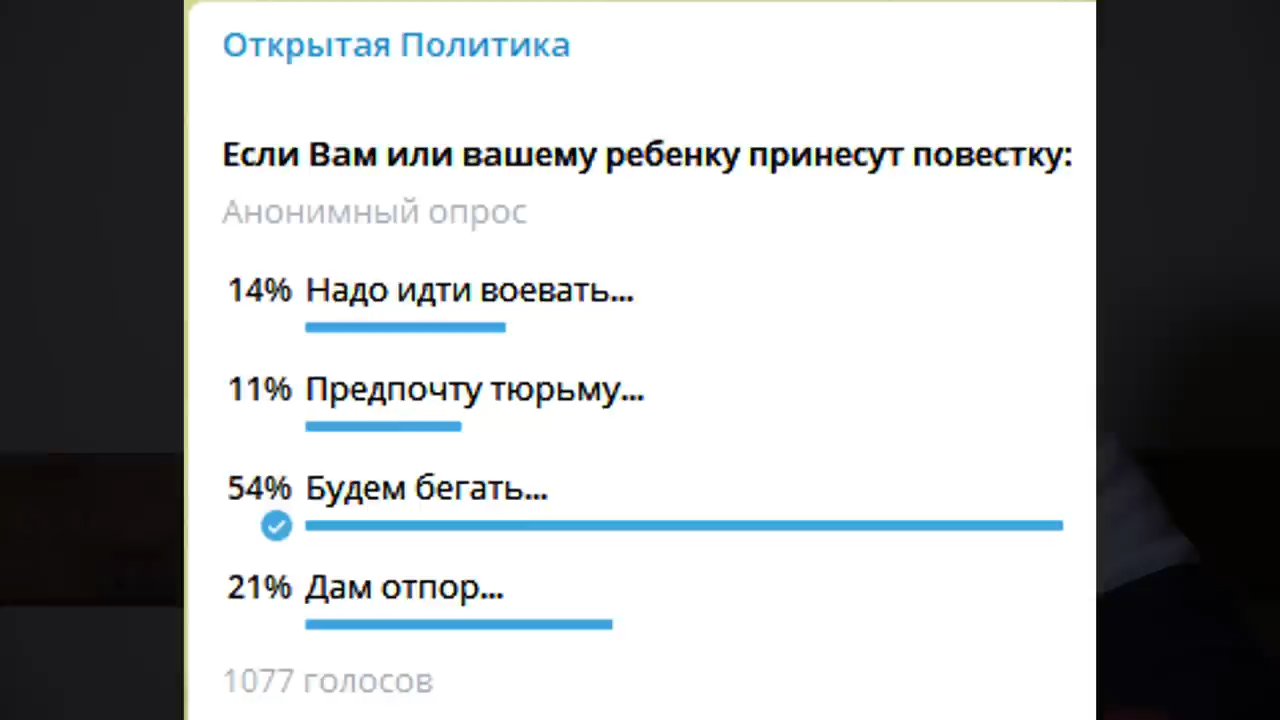 Открытая Политика
Если Вам или вашему ребенку принесут повестку:
Анонимный опрос
14% Надо идти воевать...
11% Предпочту тюрьму...
54% Будем бегать...
21% Дам отпор...
1077 голосов